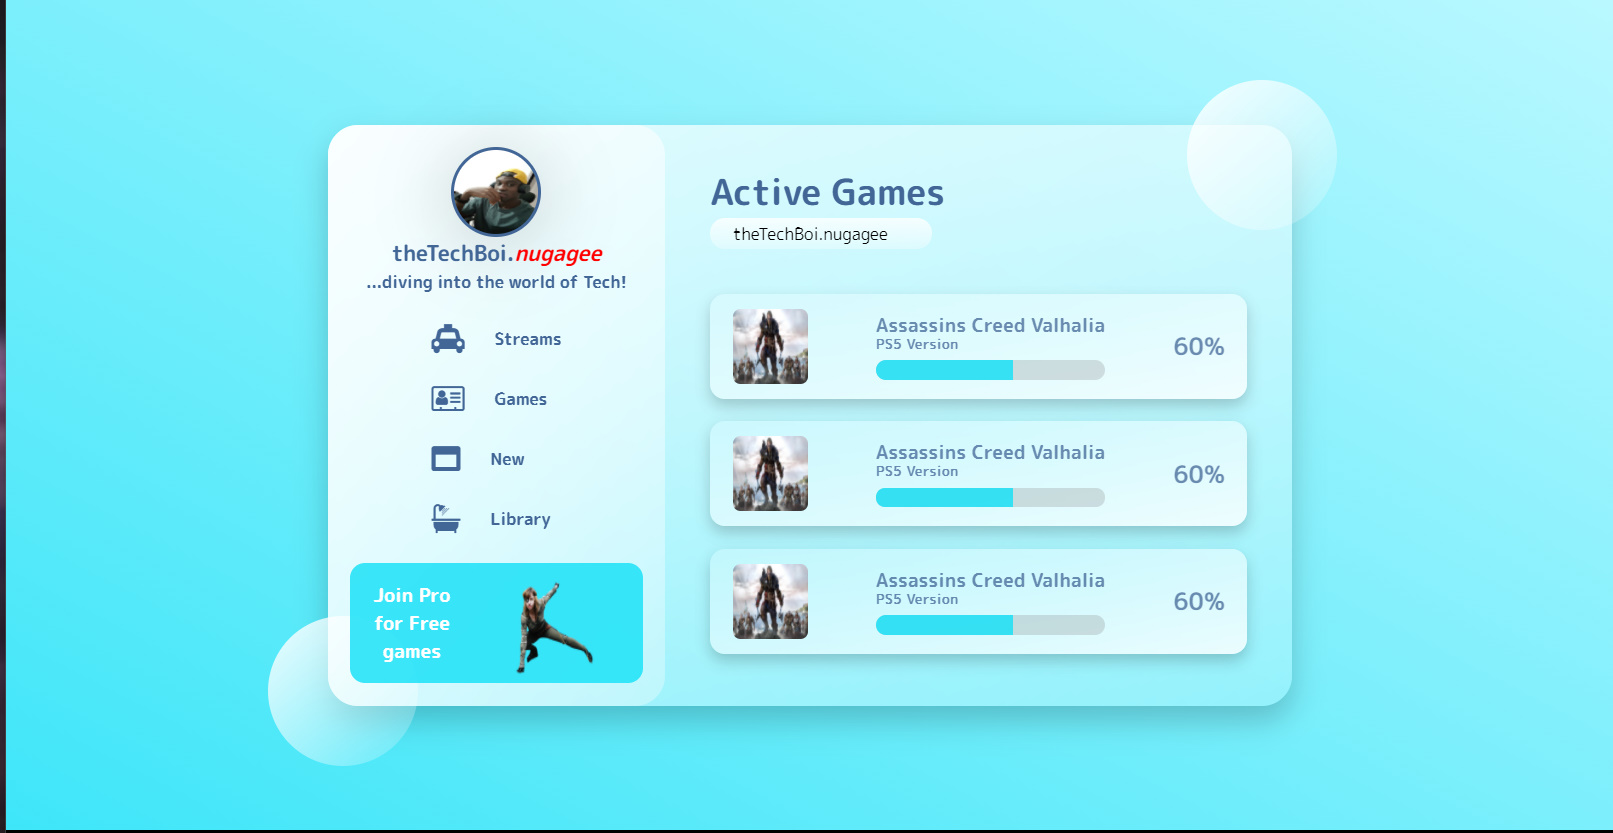 theTechBoi.nugagee
...diving into the world of Tech!
Streams
Games
New
Library
Join Pro
for Free
games
Active Games
theTechBoi.nugagee
Assassins Creed Valhalia
PS5 Version
60%
Assassins Creed Valhalia
PS5 Version
60%
Assassins Creed Valhalia
PS5 Version
60%